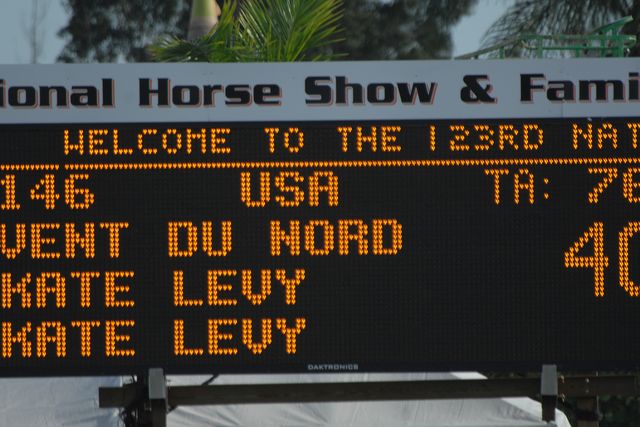 ional Horse Show & Fami
WELCOME TO THE 123RD NAT
146 USA TA: 76
VENT DU NORD 40
KATE LEVY
KATE LEVY
DAKTRONICS